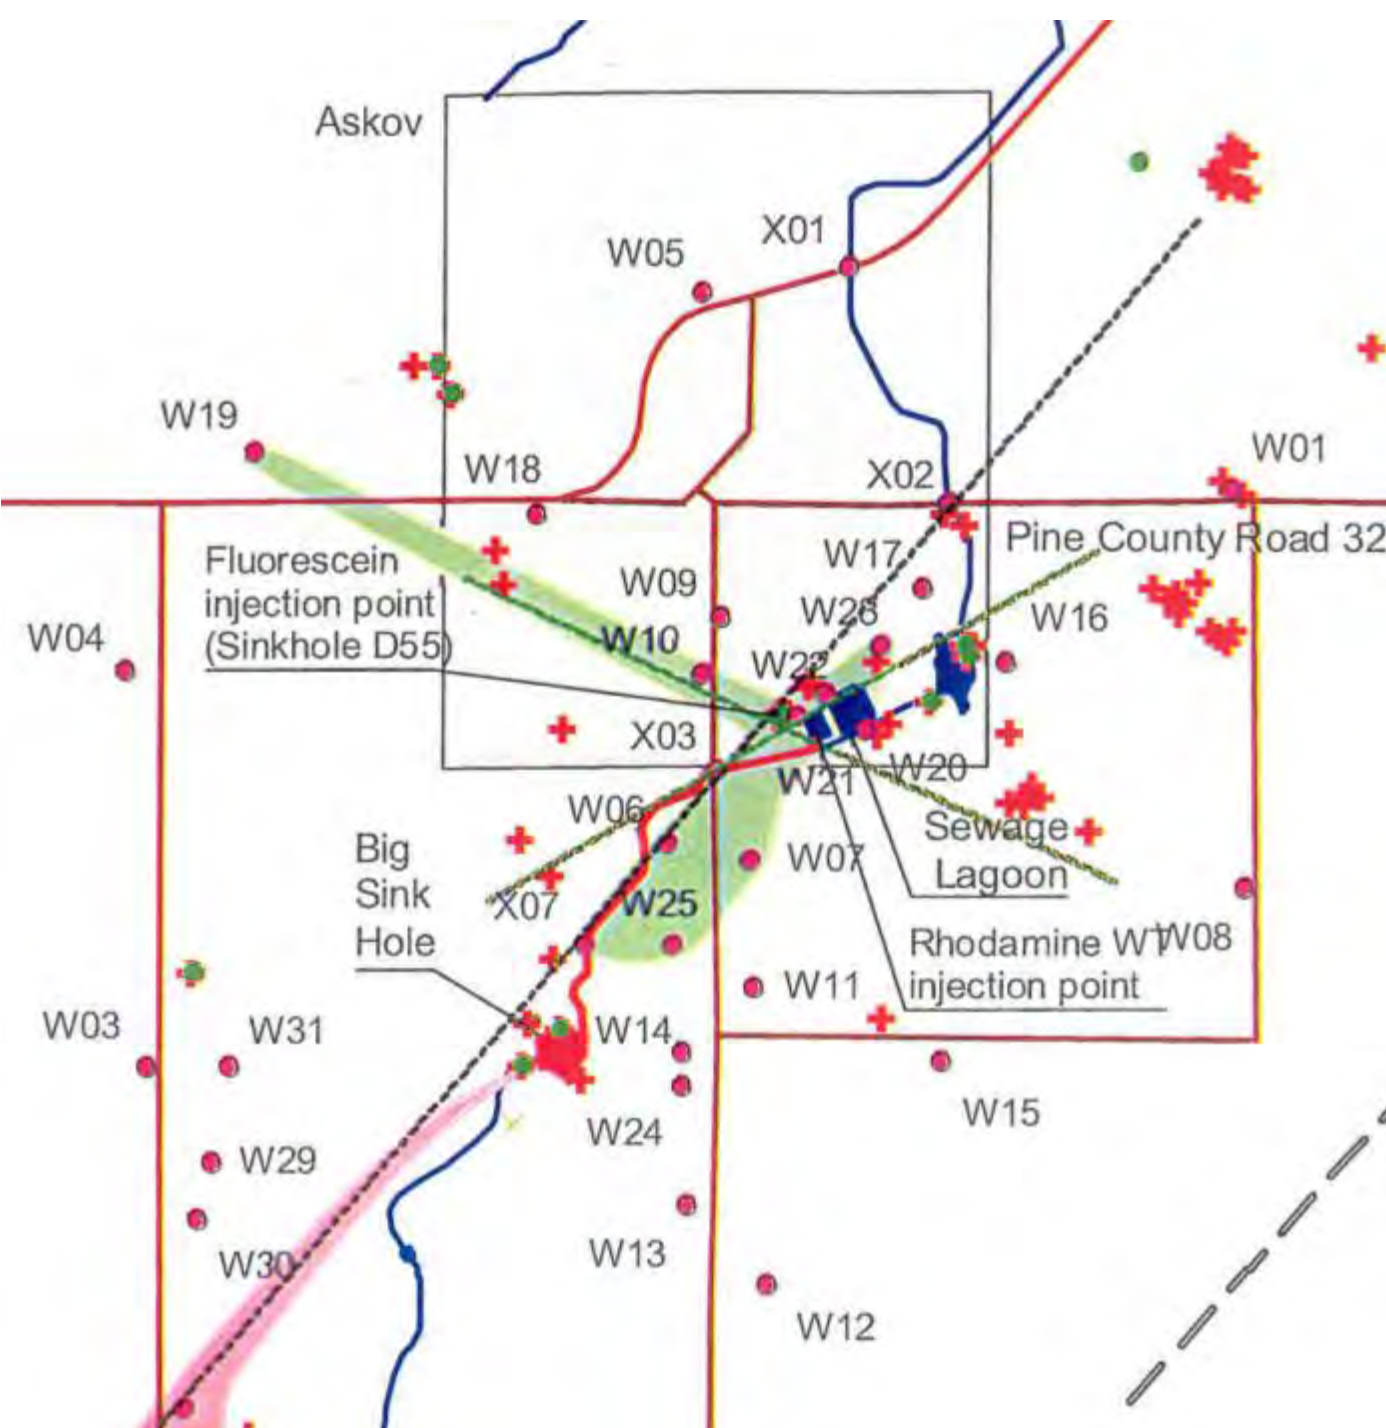 Askov
X01
W05
W19
W18
W01
X02
Pine County Road 32
W17
Fluorescein
injection point
(Sinkhole D55)
W09
W26
W16
W04
W10
W22
X03
W21
W20
W06
Sewage
Lagoon
Big
Sink
Hole
W07
X07
W25
Rhodamine WT
injection point
W08
W11
W03
W31
W14
W15
W24
W29
W13
W30
W12